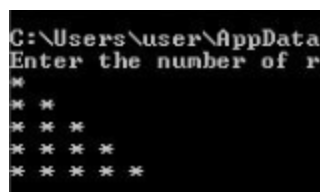 C:\Users\user\AppData
Enter the number of r
*
* *
* * *
* * * *
* * * * *